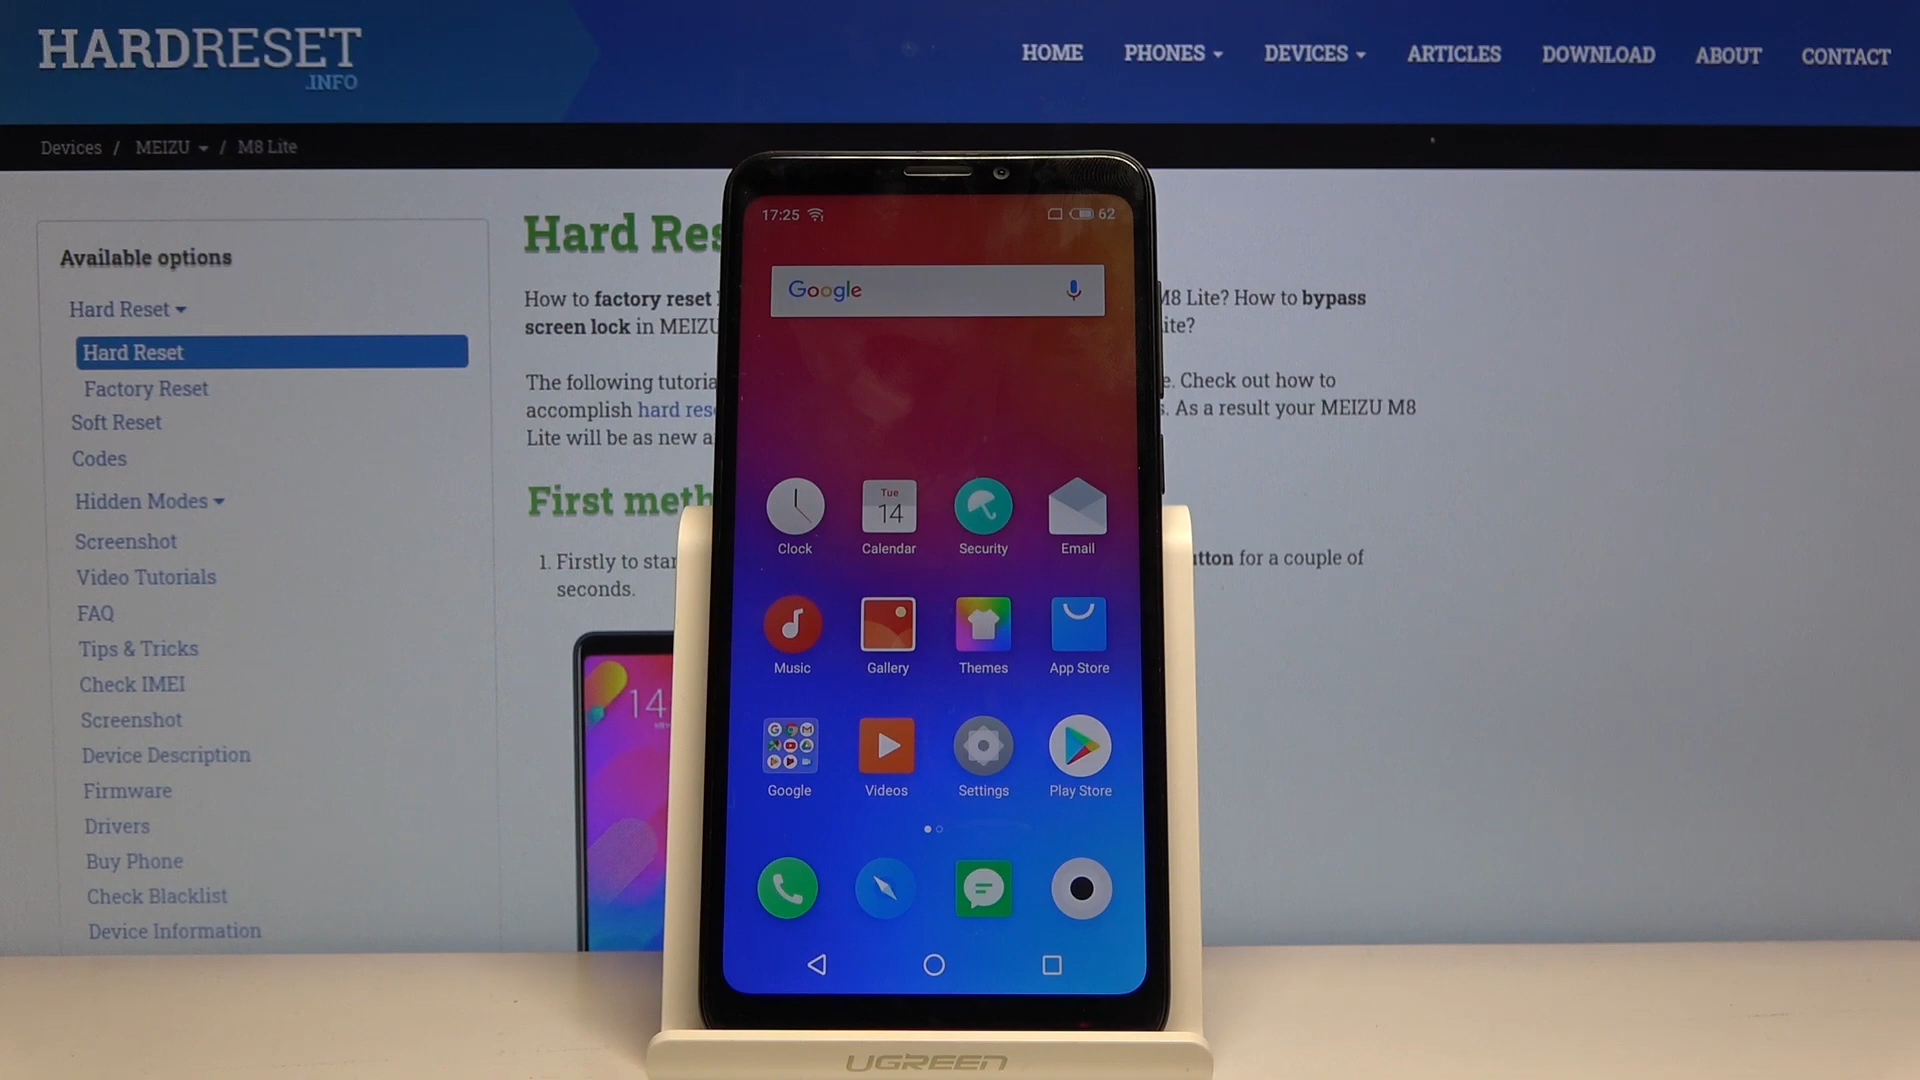 HARDRESET
.INFO
HOME PHONES DEVICES ARTICLES DOWNLOAD ABOUT CONTACT
Devices / MEIZU / M8 Lite
Available options
Hard Reset
Hard Reset
Factory Reset
Soft Reset
Codes
Hidden Modes
Screenshot
Video Tutorials
FAQ
Tips & Tricks
Check IMEI
Screenshot
Device Description
Firmware
Drivers
Buy Phone
Check Blacklist
Device Information
Hard Res
How to factory reset M8 Lite? How to bypass
screen lock in MEIZU ite?
The following tutoria e. Check out how to
accomplish hard res s. As a result your MEIZU M8
Lite will be as new a
First meth
1. Firstly to star utton for a couple of
seconds.
14
17:25 62
Google
Tue
14
Clock Calendar Security Email
Music Gallery Themes App Store
Google Videos Settings Play Store
UGREEN